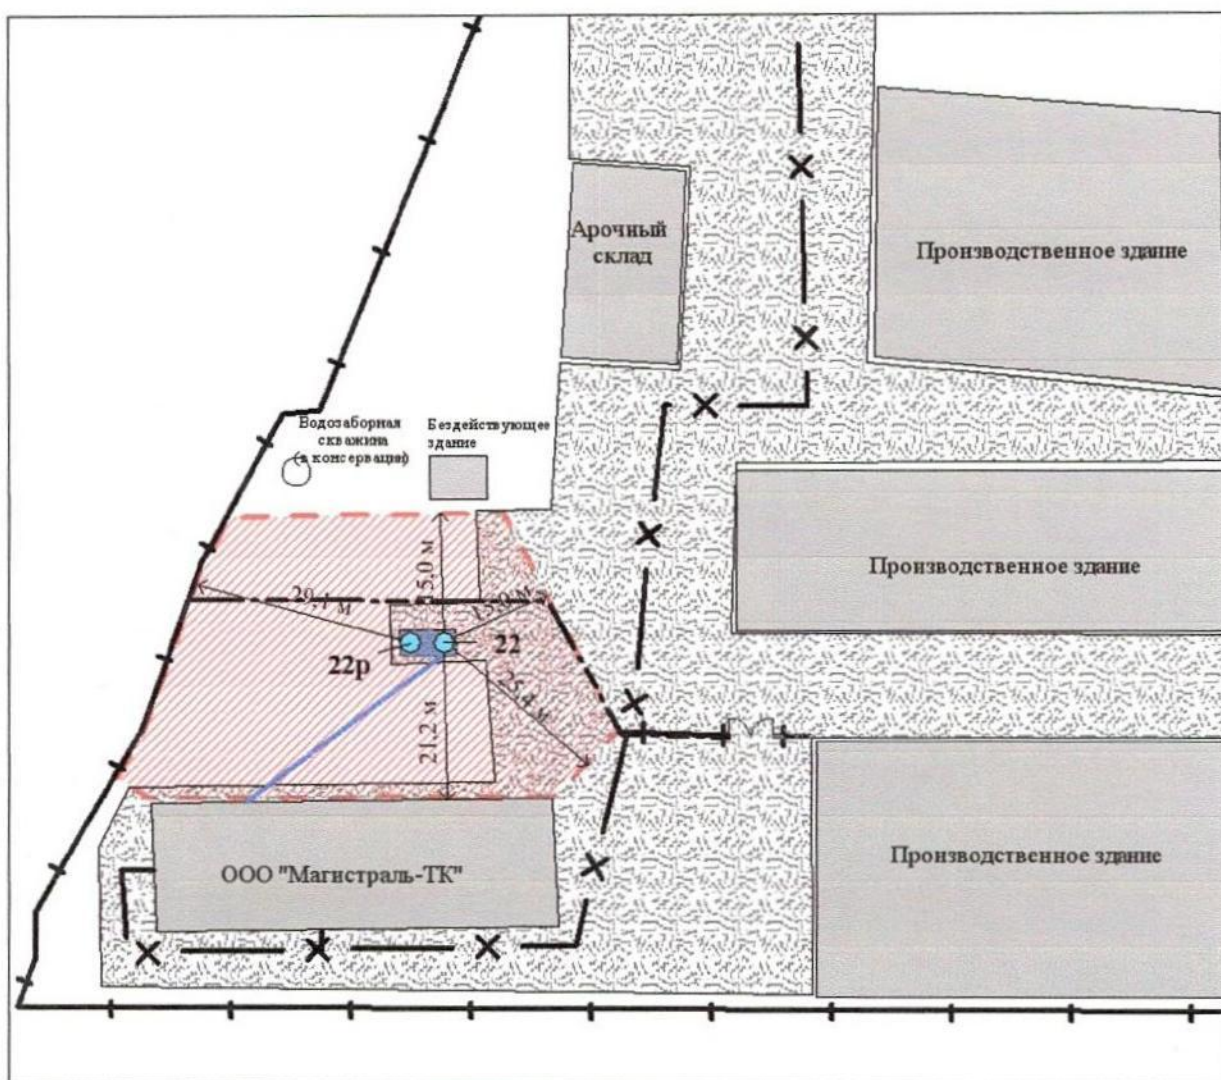 Арочный
склад
Производственное здание
Водозаборная
скважина
(в консервации)
Бездействующее
здание
Производственное здание
15,0 м
29,4 м
15,0 м
22р
22
25,4 м
21,2 м
Производственное здание
ООО "Магистраль-ТК"